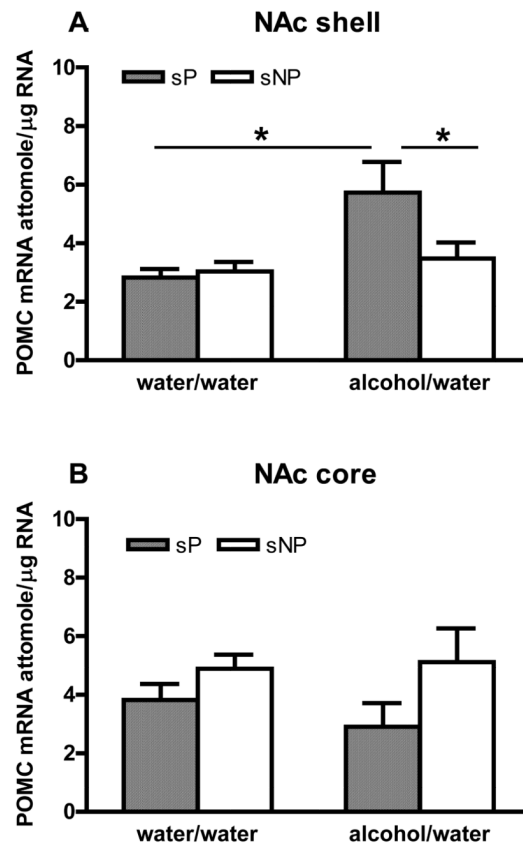 A NAc shell
POMC mRNA attomole/μg RNA
10
8
6
4
2
0
sP sNP
* *
water/water alcohol/water
B NAc core
POMC mRNA attomole/μg RNA
10
8
6
4
2
0
sP sNP
water/water alcohol/water